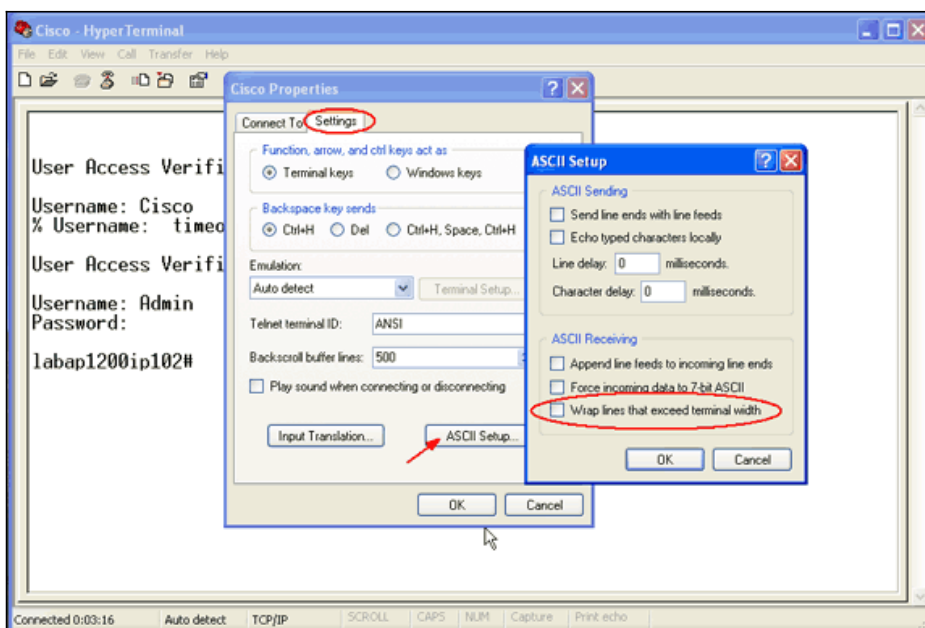 Cisco - HyperTerminal
File Edit View Call Transfer Help
User Access Verifi
Username: Cisco
% Username: timeo
User Access Verifi
Username: Admin
Password:
labap1200ip102#
Cisco Properties
Connect To Settings
Function, arrow, and ctrl keys act as
Terminal keys Windows keys
Backspace key sends
Ctrl+H Del Ctrl+H, Space, Ctrl+H
Emulation:
Auto detect Terminal Setup...
Telnet terminal ID: ANSI
Backscroll buffer lines: 500
Play sound when connecting or disconnecting
Input Translation... ASCII Setup...
OK Cancel
ASCII Setup
ASCII Sending
Send line ends with line feeds
Echo typed characters locally
Line delay: 0 milliseconds.
Character delay: 0 milliseconds.
ASCII Receiving
Append line feeds to incoming line ends
Force incoming data to 7-bit ASCII
Wrap lines that exceed terminal width
OK Cancel
Connected 0:03:16 Auto detect TCP/IP SCROLL CAPS NUM Capture Print echo